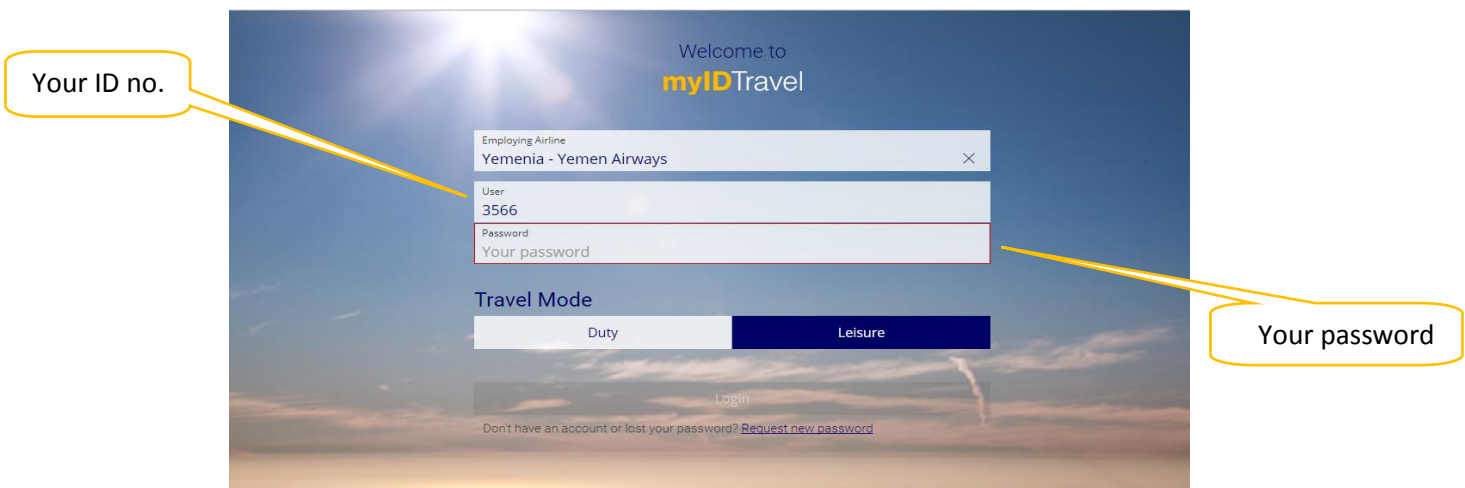 Welcome to
myIDTravel
Your ID no.
Employing Airline
Yemenia - Yemen Airways
User
3566
Password
Your password
Travel Mode
Duty Leisure
Your password
Login
Don't have an account or lost your password? Request new password